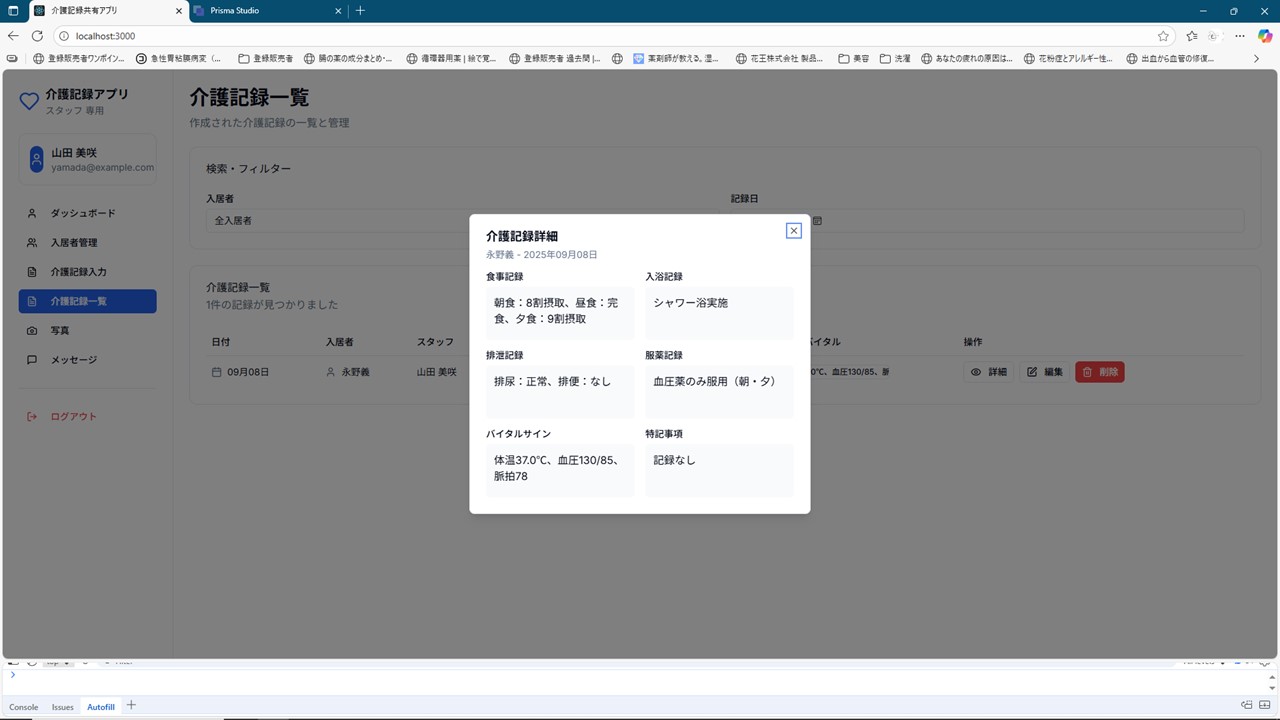 介護記録共有アプリ
Prisma Studio
localhost:3000
登録販売者ワンポイン...
急性胃粘膜病変（...
登録販売者
腸の薬の成分まとめ-...
循環器用薬 | 絵で覚...
登録販売者 過去問 |...
薬剤師が教える。湿...
花王株式会社 製品...
美容
洗濯
あなたの疲れの原因は...
花粉症とアレルギー性...
出血から血管の修復...
介護記録アプリ
スタッフ 専用
山田 美咲
yamada@example.com
ダッシュボード
入居者管理
介護記録入力
介護記録一覧
写真
メッセージ
ログアウト
介護記録一覧
作成された介護記録の一覧と管理
検索・フィルター
入居者
記録日
全入居者
介護記録一覧
1件の記録が見つかりました
日付
入居者
スタッフ
バイタル
操作
09月08日
永野義
山田 美咲
0℃、血圧130/85、脈
詳細
編集
削除
介護記録詳細
永野義 - 2025年09月08日
食事記録
朝食：8割摂取、昼食：完
食、夕食：9割摂取
入浴記録
シャワー浴実施
排泄記録
排尿：正常、排便：なし
服薬記録
血圧薬のみ服用（朝・夕）
バイタルサイン
体温37.0℃、血圧130/85、
脈拍78
特記事項
記録なし
Console
Issues
Autofill